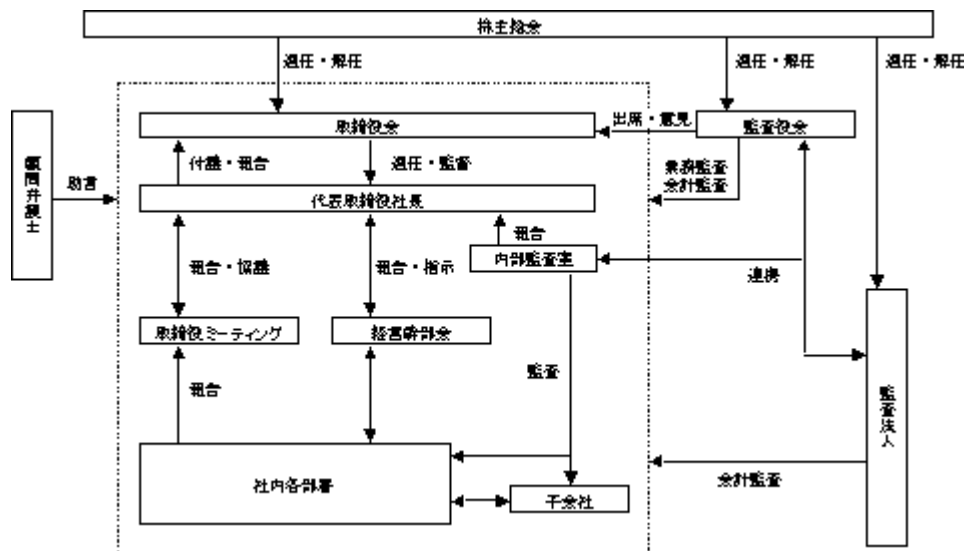 株主総会
選任・解任
選任・解任
選任・解任
取締役会
出席・意見
監査役会
顧問弁護士
助言
付議・報告
選任・監督
業務監査
会計監査
代表取締役社長
報告
内部監査室
報告・協議
報告・指示
連携
取締役ミーティング
経営幹部会
監査
報告
監査法人
社内各部署
子会社
会計監査